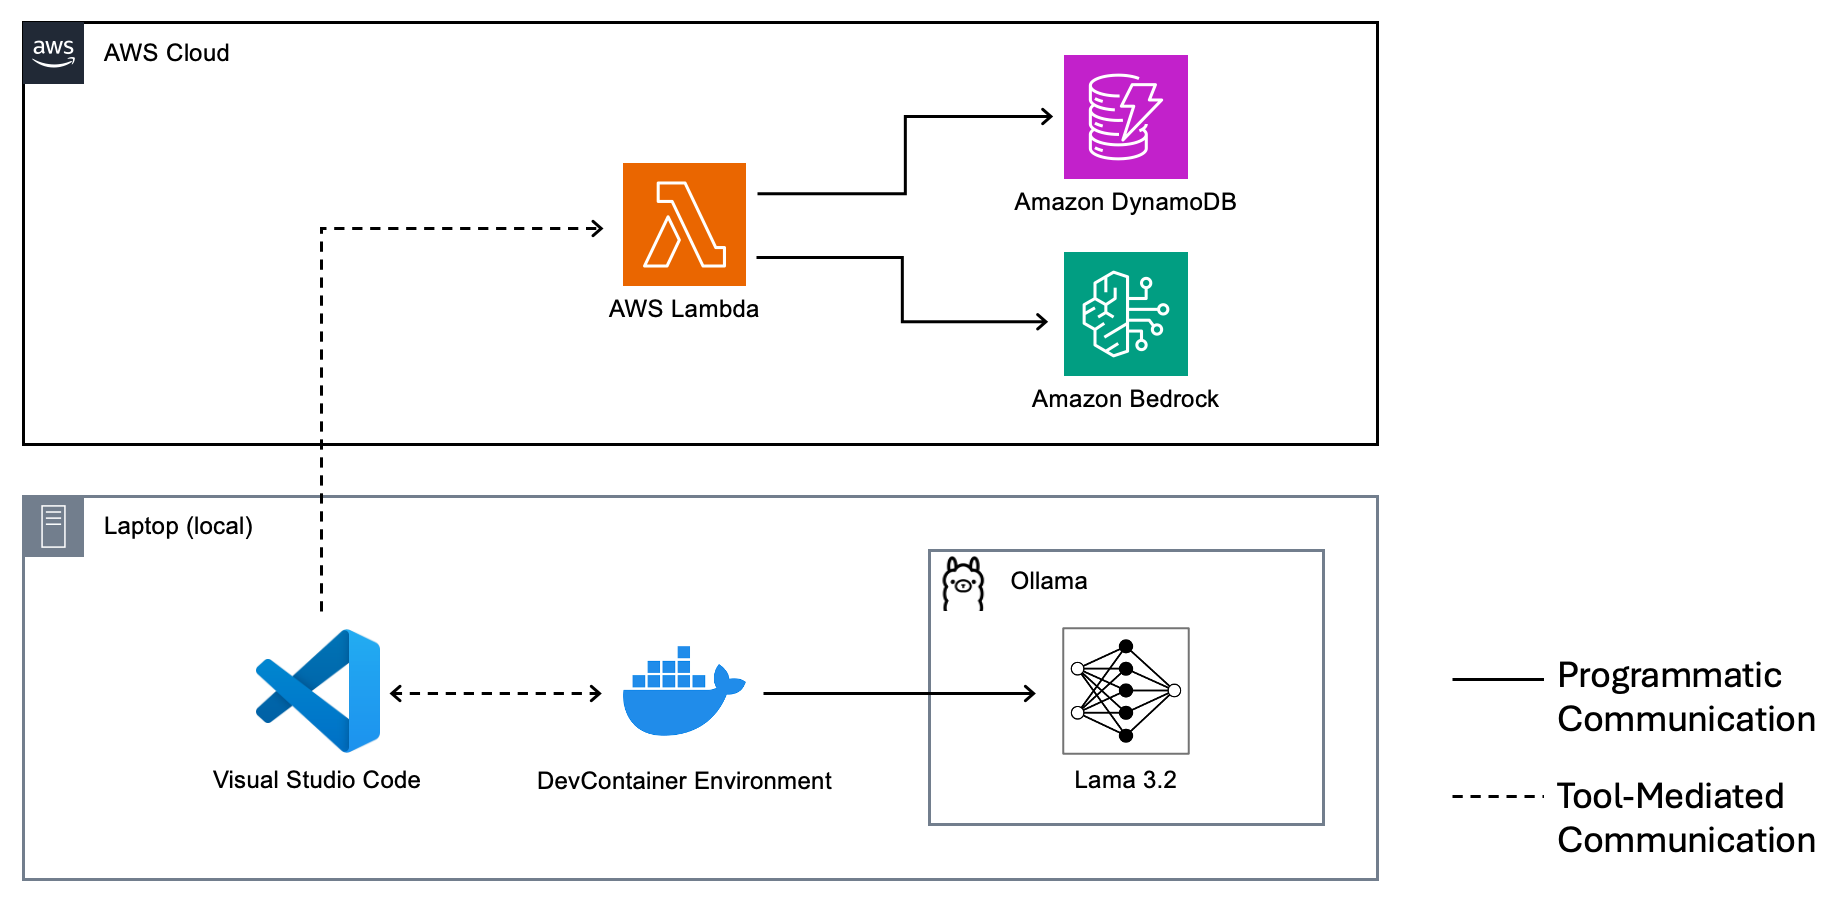 aws
AWS Cloud
Amazon DynamoDB
AWS Lambda
Amazon Bedrock
Laptop (local)
Ollama
Visual Studio Code
DevContainer Environment
Lama 3.2
Programmatic
Communication
Tool-Mediated
Communication